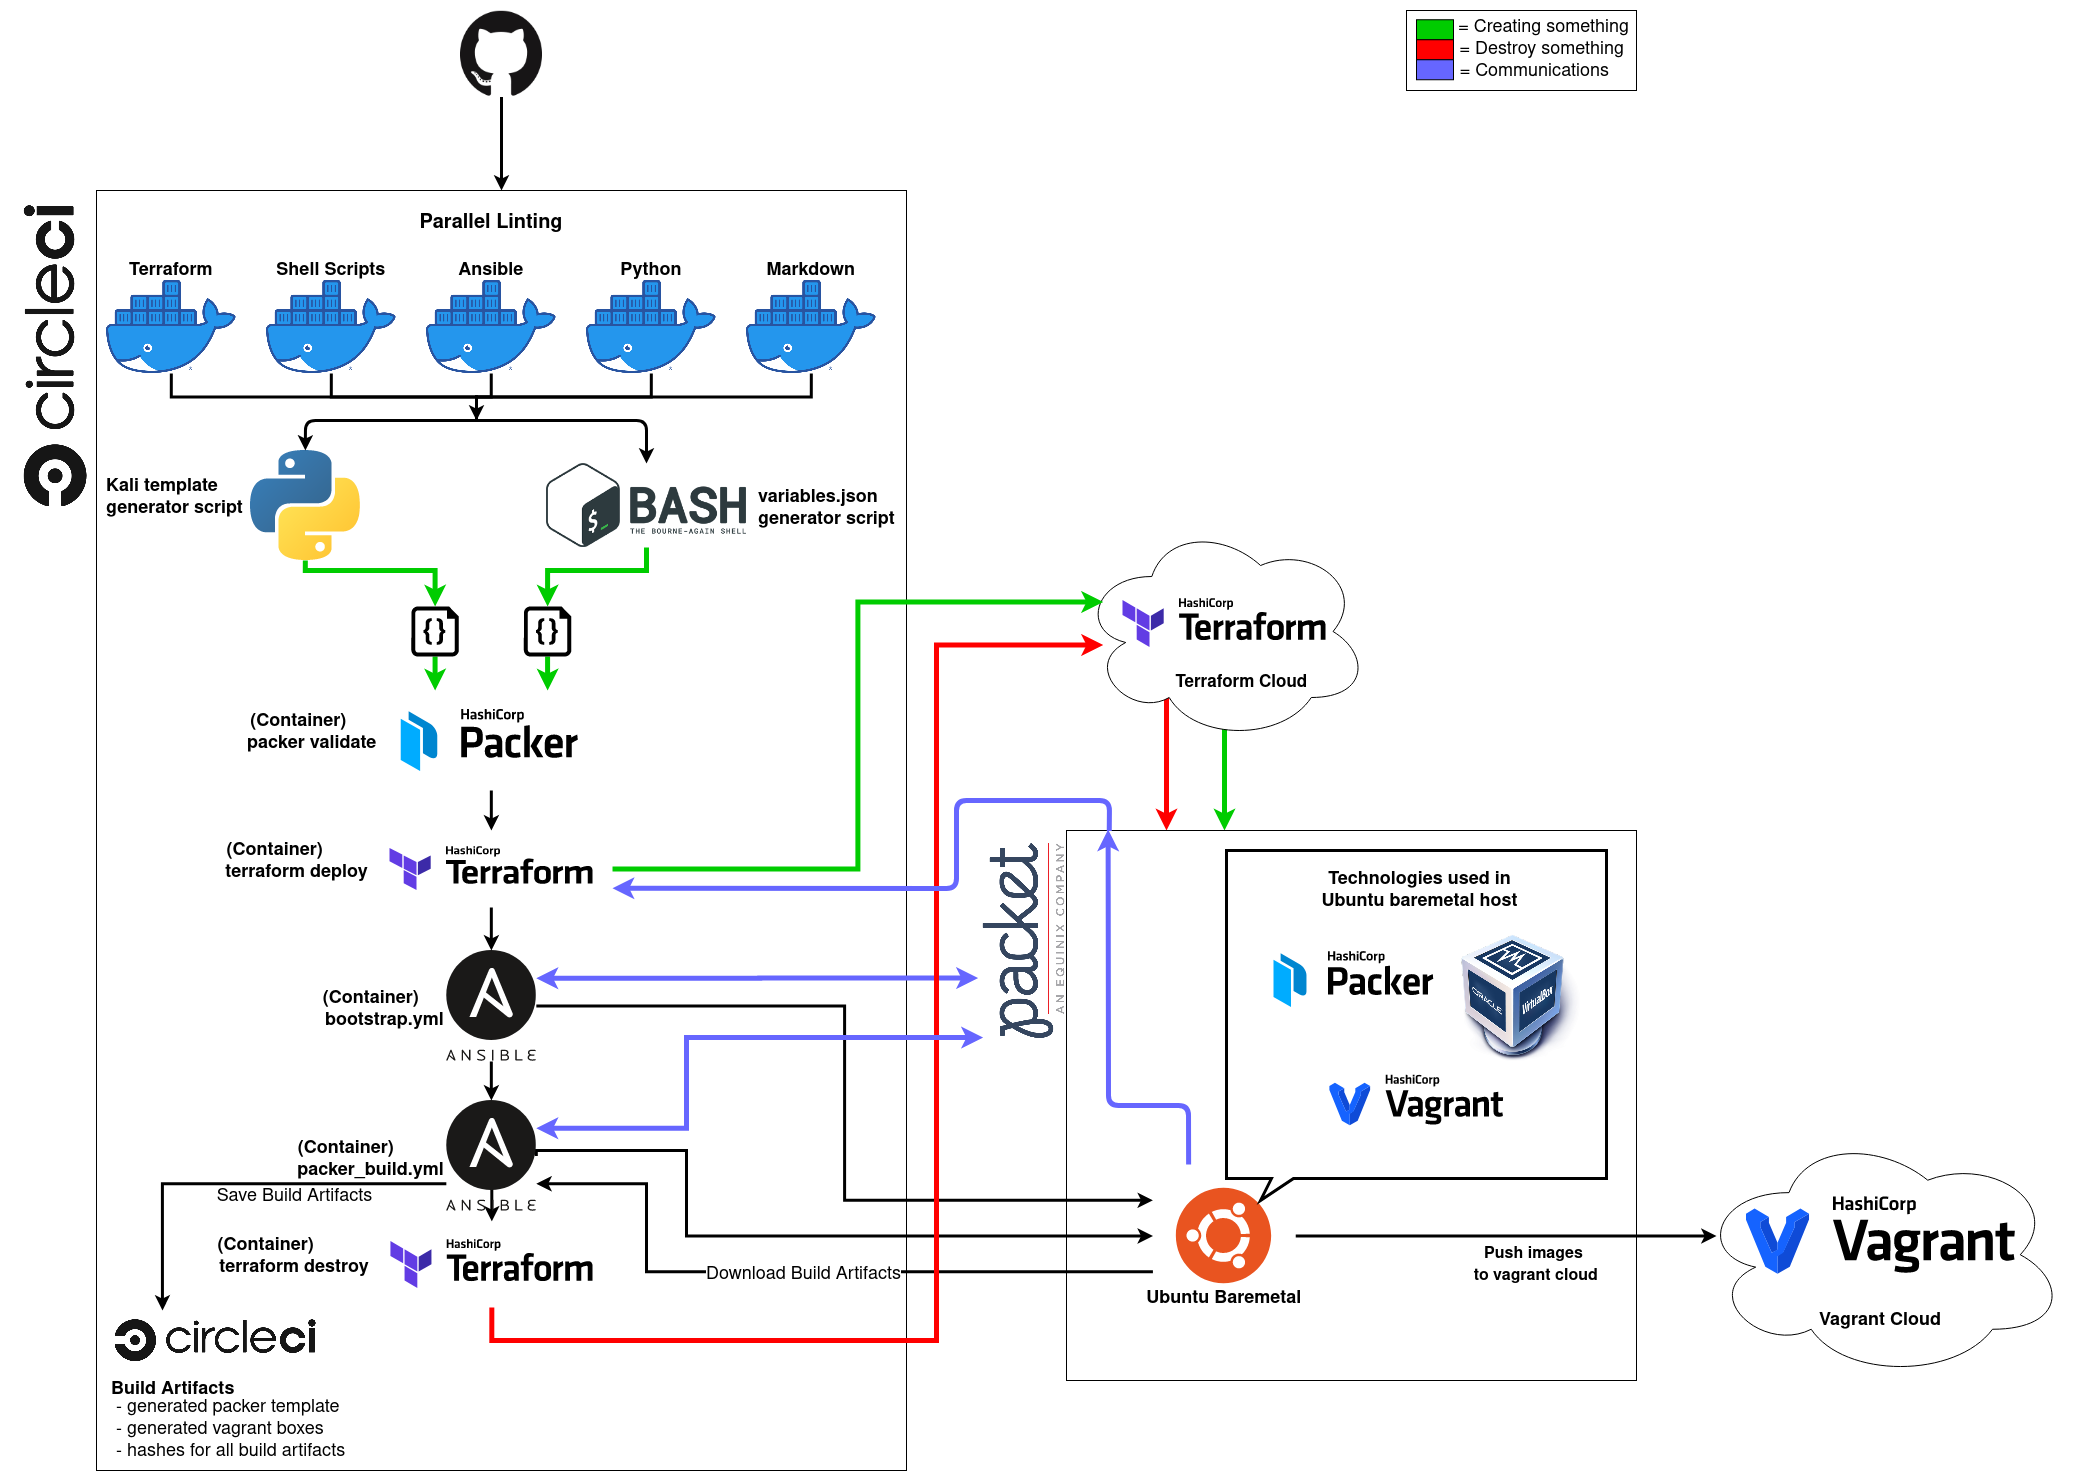 = Creating something
= Destroy something
= Communications
circleci
Parallel Linting
Terraform
Shell Scripts
Ansible
Python
Markdown
Kali template
generator script
$_
BASH
THE BOURNE-AGAIN SHELL
variables.json
generator script
{}
{}
(Container)
packer validate
HashiCorp
Packer
(Container)
terraform deploy
HashiCorp
Terraform
(Container)
bootstrap.yml
ANSIBLE
(Container)
packer_build.yml
ANSIBLE
Save Build Artifacts
(Container)
terraform destroy
HashiCorp
Terraform
Download Build Artifacts
circleci
Build Artifacts
- generated packer template
- generated vagrant boxes
- hashes for all build artifacts
HashiCorp
Terraform
Terraform Cloud
packet
AN EQUINIX COMPANY
Technologies used in
Ubuntu baremetal host
HashiCorp
Packer
ORACLE
VirtualBox
HashiCorp
Vagrant
Ubuntu Baremetal
Push images
to vagrant cloud
HashiCorp
Vagrant
Vagrant Cloud